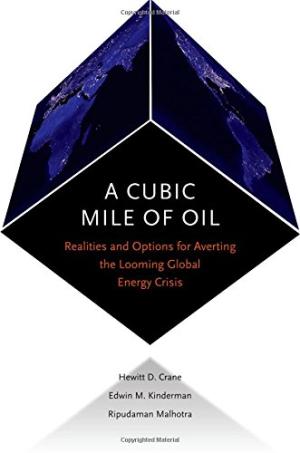 A CUBIC
MILE OF OIL
Realities and Options for Averting
the Looming Global
Energy Crisis
Hewitt D. Crane
Edwin M. Kinderman
Ripudaman Malhotra